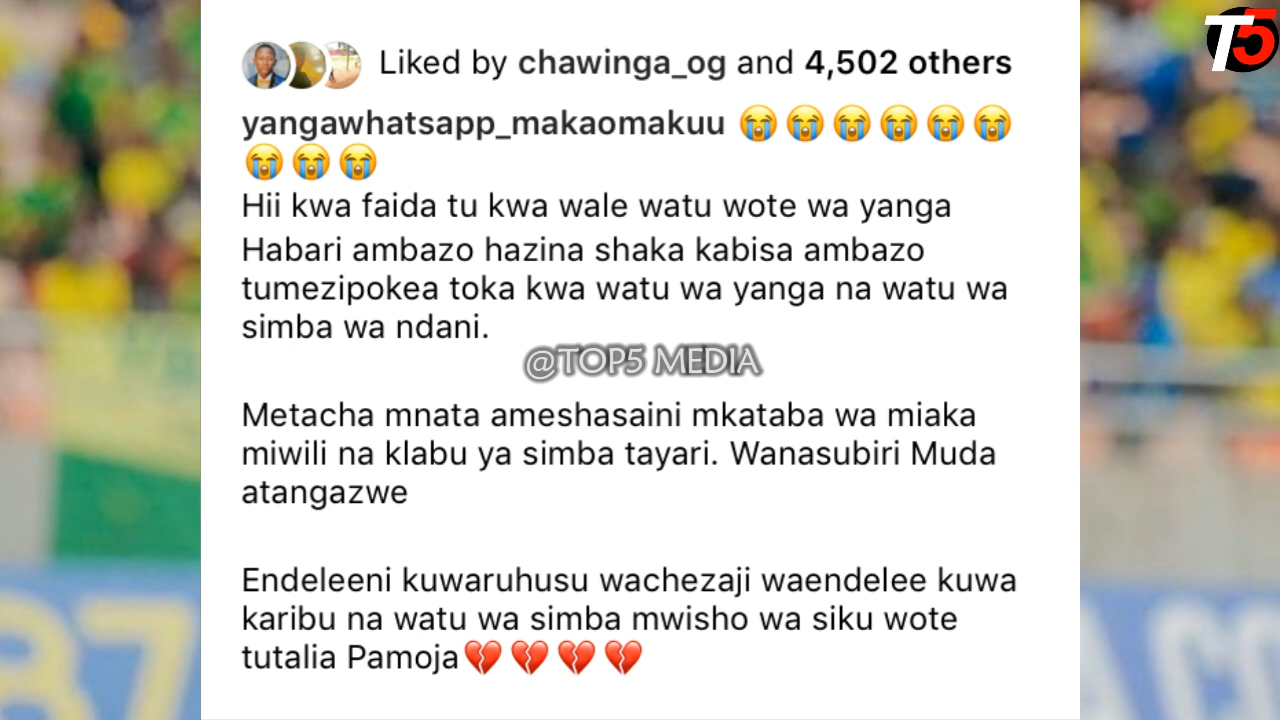 T5
Liked by chawinga_og and 4,502 others
yangawhatsapp_makaomakuu 😭😭😭😭😭😭
😭😭😭
Hii kwa faida tu kwa wale watu wote wa yanga
Habari ambazo hazina shaka kabisa ambazo
tumezipokea toka kwa watu wa yanga na watu wa
simba wa ndani.
@TOP5 MEDIA
Metacha mnata ameshasaini mkataba wa miaka
miwili na klabu ya simba tayari. Wanasubiri Muda
atangazwe
Endeleeni kuwaruhusu wachezaji waendelee kuwa
karibu na watu wa simba mwisho wa siku wote
tutalia Pamoja💔💔💔💔